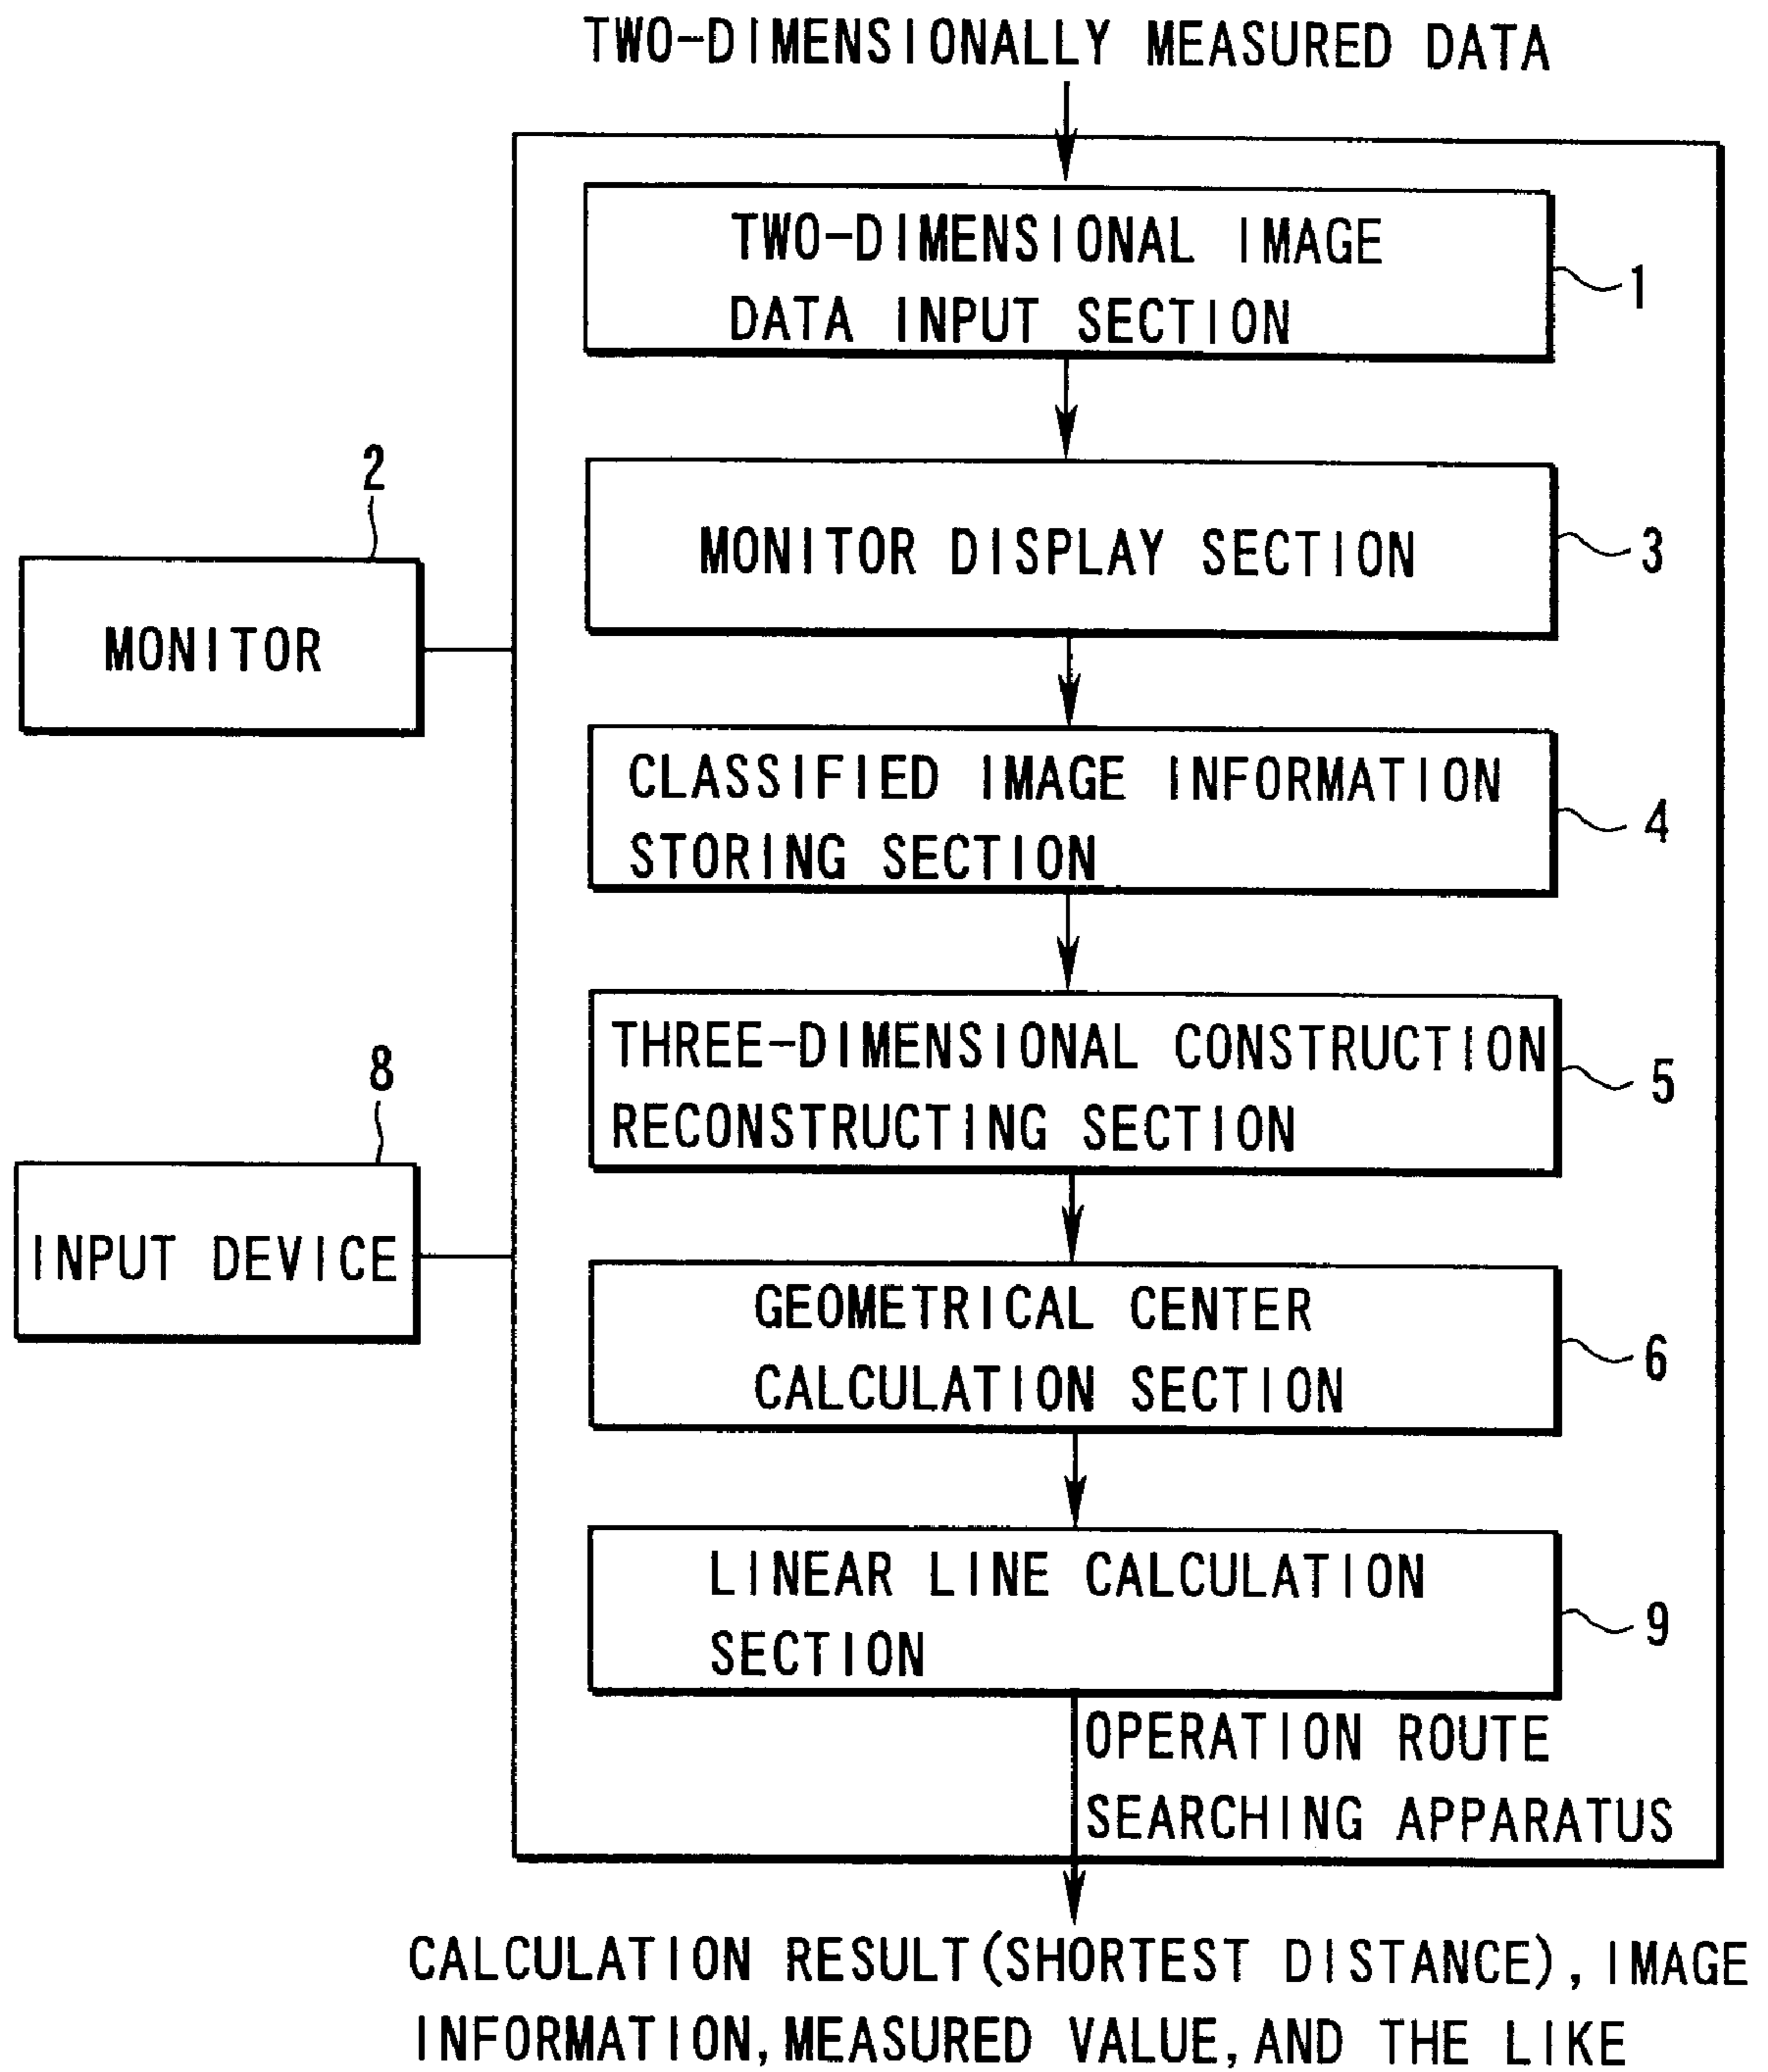 TWO-DIMENSIONALLY MEASURED DATA
TWO-DIMENSIONAL IMAGE
DATA INPUT SECTION
1
2
MONITOR
MONITOR DISPLAY SECTION
3
CLASSIFIED IMAGE INFORMATION
STORING SECTION
4
THREE-DIMENSIONAL CONSTRUCTION
RECONSTRUCTING SECTION
5
8
INPUT DEVICE
GEOMETRICAL CENTER
CALCULATION SECTION
6
LINEAR LINE CALCULATION
SECTION
9
OPERATION ROUTE
SEARCHING APPARATUS
CALCULATION RESULT(SHORTEST DISTANCE), IMAGE
INFORMATION, MEASURED VALUE, AND THE LIKE